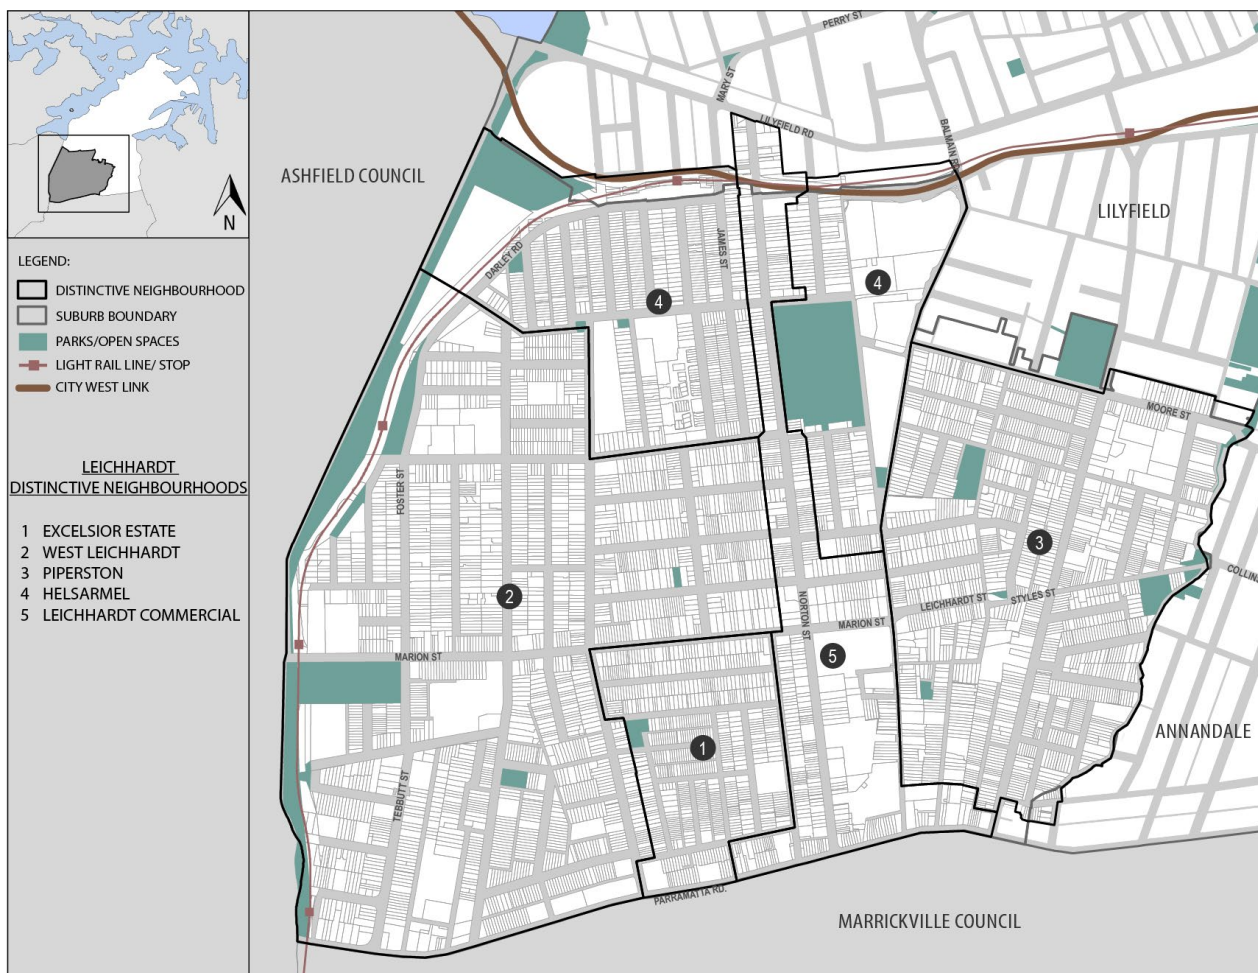 N
LEGEND:
DISTINCTIVE NEIGHBOURHOOD
SUBURB BOUNDARY
PARKS/OPEN SPACES
LIGHT RAIL LINE/ STOP
CITY WEST LINK
LEICHHARDT
DISTINCTIVE NEIGHBOURHOODS
1 EXCELSIOR ESTATE
2 WEST LEICHHARDT
3 PIPERSTON
4 HELSARMEL
5 LEICHHARDT COMMERCIAL
PERRY ST
MARY ST
LILYFIELD RD
ASHFIELD COUNCIL
LILYFIELD
DARLEY RD
JAMES ST
4
4
MOORE ST
FOSTER ST
3
2
NORTON ST
LEICHHARDT ST
STYLES ST
MARION ST
MARION ST
5
1
ANNANDALE
TEBBUTT ST
PARRAMATTA RD.
MARRICKVILLE COUNCIL